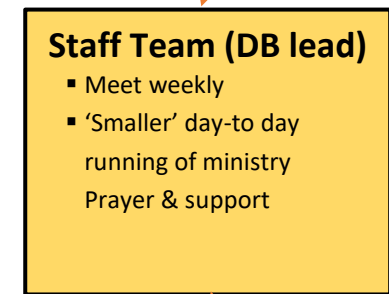 Staff Team (DB lead)
▪ Meet weekly
▪ ‘Smaller’ day-to day
running of ministry
Prayer & support